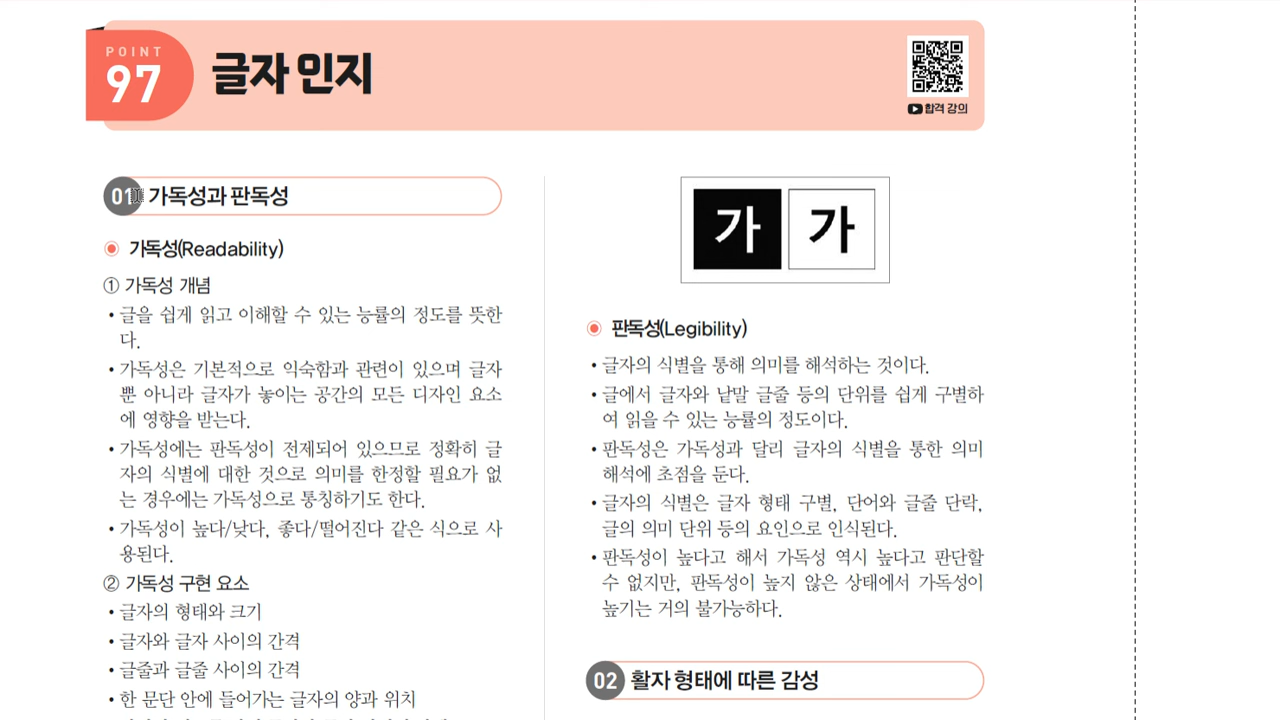 POINT
97
글자 인지
합격 강의
01 가독성과 판독성
가독성(Readability)
① 가독성 개념
• 글을 쉽게 읽고 이해할 수 있는 능률의 정도를 뜻한
다.
• 가독성은 기본적으로 익숙함과 관련이 있으며 글자
뿐 아니라 글자가 놓이는 공간의 모든 디자인 요소
에 영향을 받는다.
• 가독성에는 판독성이 전제되어 있으므로 정확히 글
자의 식별에 대한 것으로 의미를 한정할 필요가 없
는 경우에는 가독성으로 통칭하기도 한다.
• 가독성이 높다/낮다, 좋다/떨어진다 같은 식으로 사
용된다.
② 가독성 구현 요소
• 글자의 형태와 크기
• 글자와 글자 사이의 간격
• 글줄과 글줄 사이의 간격
• 한 문단 안에 들어가는 글자의 양과 위치
가 가
판독성(Legibility)
• 글자의 식별을 통해 의미를 해석하는 것이다.
• 글에서 글자와 낱말 글줄 등의 단위를 쉽게 구별하
여 읽을 수 있는 능률의 정도이다.
• 판독성은 가독성과 달리 글자의 식별을 통한 의미
해석에 초점을 둔다.
• 글자의 식별은 글자 형태 구별, 단어와 글줄 단락,
글의 의미 단위 등의 요인으로 인식된다.
• 판독성이 높다고 해서 가독성 역시 높다고 판단할
수 없지만, 판독성이 높지 않은 상태에서 가독성이
높기는 거의 불가능하다.
02 활자 형태에 따른 감성